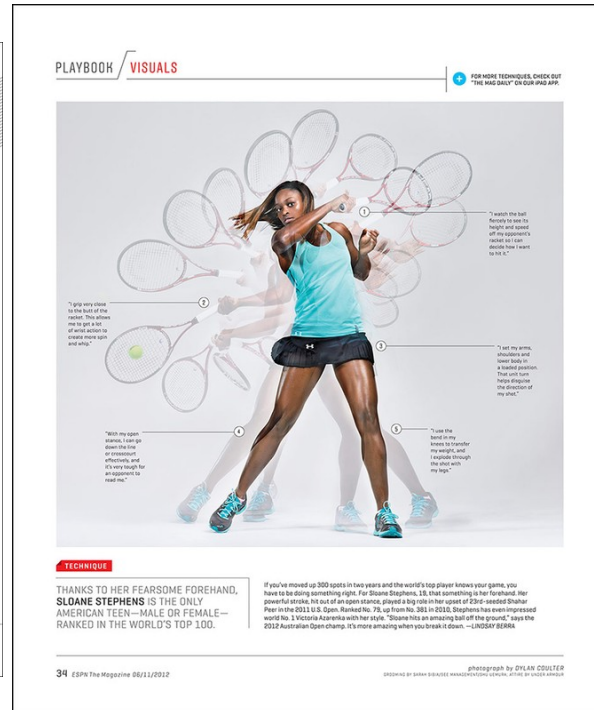 PLAYBOOK / VISUALS
FOR MORE TECHNIQUES, CHECK OUT
"THE MAG DAILY" ON OUR iPAD APP.
1
"I watch the ball
fiercely to see its
height and speed
off my opponent's
racket so I can
decide how I want
to hit it."
2
"I grip very close
to the butt of the
racket. This allows
me to get a lot
of wrist action to
create more spin
and whip."
3
"I set my arms,
shoulders and
lower body in
a loaded position.
That unit turn
helps disguise
the direction of
my shot."
4
"With my open
stance, I can go
down the line
or crosscourt
effectively, and
it's very tough for
an opponent to
read me."
5
"I use the
bend in my
knees to transfer
my weight, and
I explode through
the shot with
my legs."
TECHNIQUE
THANKS TO HER FEARSOME FOREHAND,
SLOANE STEPHENS IS THE ONLY
AMERICAN TEEN—MALE OR FEMALE—
RANKED IN THE WORLD'S TOP 100.
If you've moved up 300 spots in two years and the world's top player knows your game, you
have to be doing something right. For Sloane Stephens, 19, that something is her forehand. Her
powerful stroke, hit out of an open stance, played a big role in her upset of 23rd-seeded Shahar
Peer in the 2011 U.S. Open. Ranked No. 79, up from No. 381 in 2010, Stephens has even impressed
world No. 1 Victoria Azarenka with her style. "Sloane hits an amazing ball off the ground," says the
2012 Australian Open champ. It's more amazing when you break it down. —LINDSAY BERRA
34 ESPN The Magazine 06/11/2012
photograph by DYLAN COULTER
GROOMING BY SARAH
ATTIRE BY UNDER ARMOUR